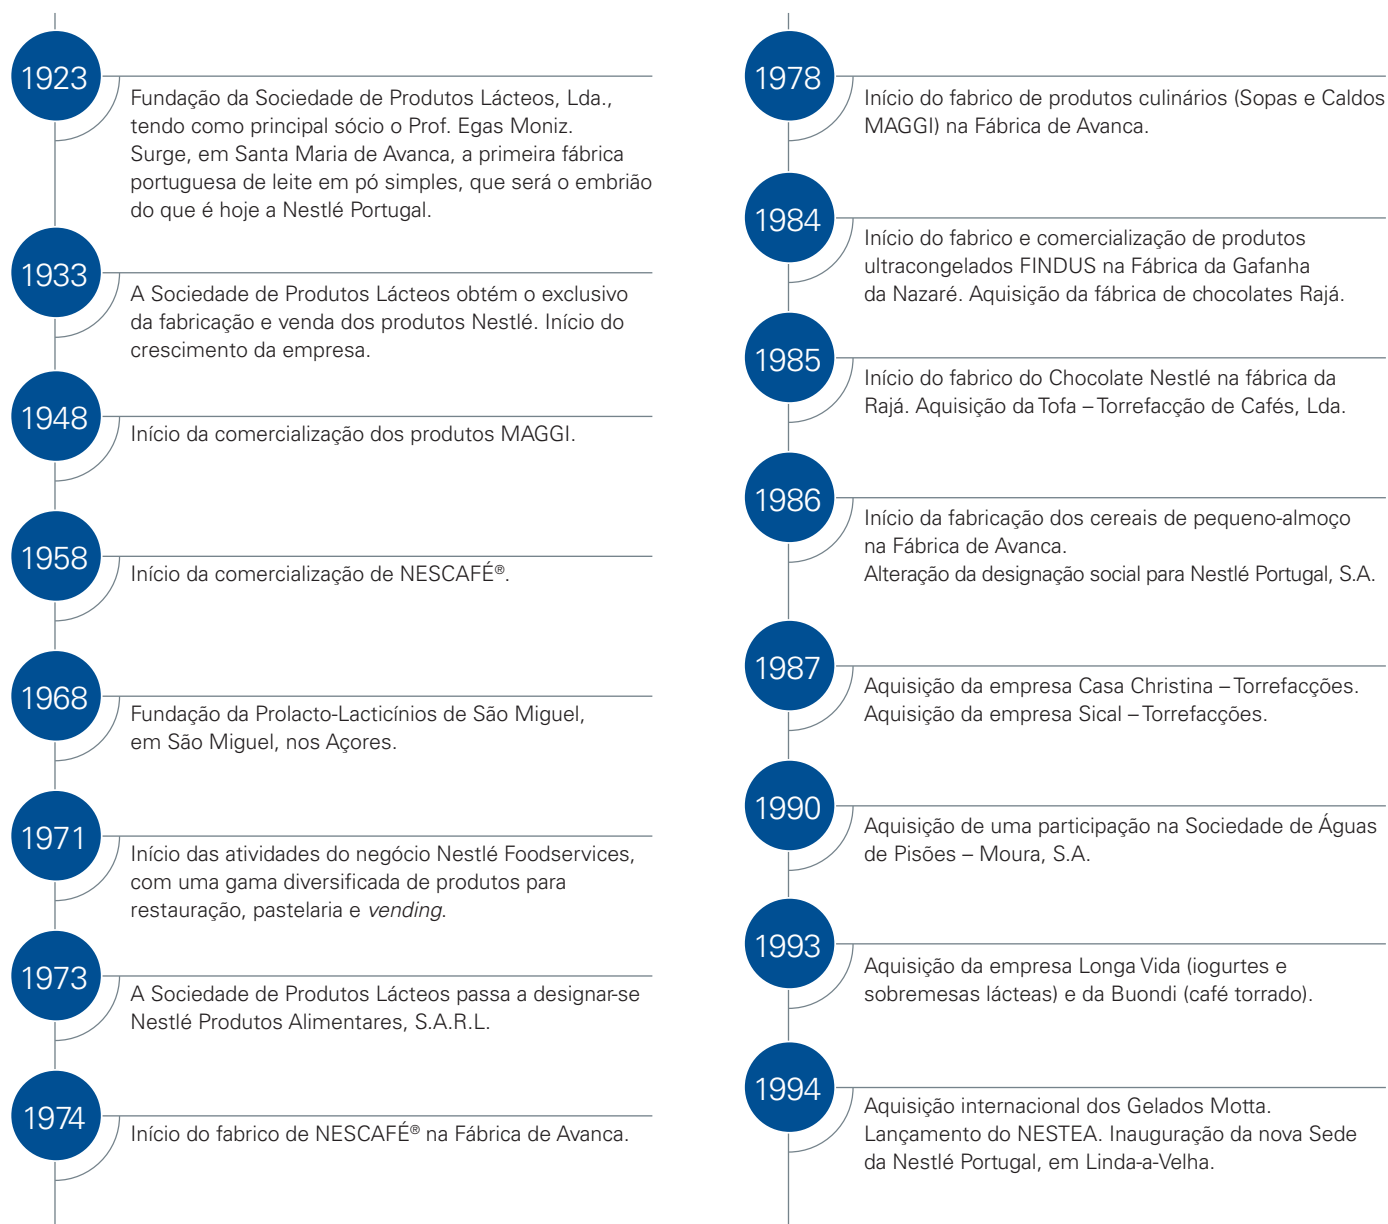 1923
Fundação da Sociedade de Produtos Lácteos, Lda.,
tendo como principal sócio o Prof. Egas Moniz.
Surge, em Santa Maria de Avanca, a primeira fábrica
portuguesa de leite em pó simples, que será o embrião
do que é hoje a Nestlé Portugal.
1933
A Sociedade de Produtos Lácteos obtém o exclusivo
da fabricação e venda dos produtos Nestlé. Início do
crescimento da empresa.
1948
Início da comercialização dos produtos MAGGI.
1958
Início da comercialização de NESCAFÉ®.
1968
Fundação da Prolacto-Lacticínios de São Miguel,
em São Miguel, nos Açores.
1971
Início das atividades do negócio Nestlé Foodservices,
com uma gama diversificada de produtos para
restauração, pastelaria e vending.
1973
A Sociedade de Produtos Lácteos passa a designar-se
Nestlé Produtos Alimentares, S.A.R.L.
1974
Início do fabrico de NESCAFÉ® na Fábrica de Avanca.
1978
Início do fabrico de produtos culinários (Sopas e Caldos
MAGGI) na Fábrica de Avanca.
1984
Início do fabrico e comercialização de produtos
ultracongelados FINDUS na Fábrica da Gafanha
da Nazaré. Aquisição da fábrica de chocolates Rajá.
1985
Início do fabrico do Chocolate Nestlé na fábrica da
Rajá. Aquisição da Tofa – Torrefacção de Cafés, Lda.
1986
Início da fabricação dos cereais de pequeno-almoço
na Fábrica de Avanca.
Alteração da designação social para Nestlé Portugal, S.A.
1987
Aquisição da empresa Casa Christina – Torrefacções.
Aquisição da empresa Sical – Torrefacções.
1990
Aquisição de uma participação na Sociedade de Águas
de Pisões – Moura, S.A.
1993
Aquisição da empresa Longa Vida (iogurtes e
sobremesas lácteas) e da Buondi (café torrado).
1994
Aquisição internacional dos Gelados Motta.
Lançamento do NESTEA. Inauguração da nova Sede
da Nestlé Portugal, em Linda-a-Velha.